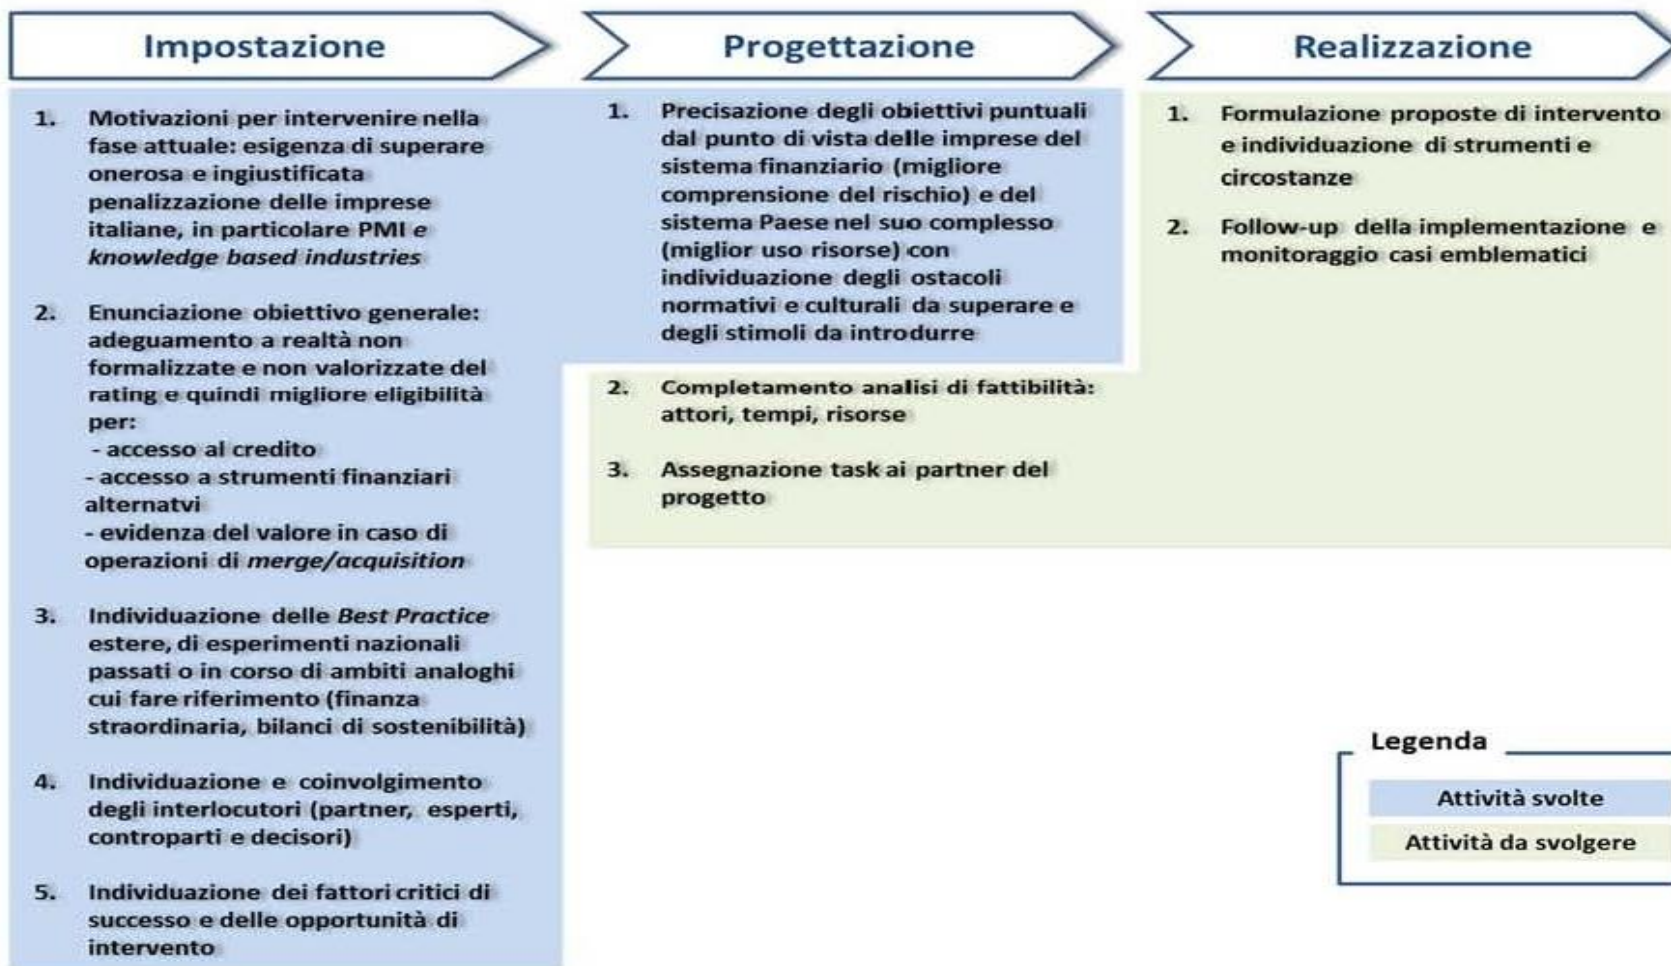 Impostazione
1. Motivazioni per intervenire nella
fase attuale: esigenza di superare
onerosa e ingiustificata
penalizzazione delle imprese
italiane, in particolare PMI e
knowledge based industries
2. Enunciazione obiettivo generale:
adeguamento a realtà non
formalizzate e non valorizzate del
rating e quindi migliore eligibilità
per:
- accesso al credito
- accesso a strumenti finanziari
alternatvi
- evidenza del valore in caso di
operazioni di merge/acquisition
3. Individuazione delle Best Practice
estere, di esperimenti nazionali
passati o in corso di ambiti analoghi
cui fare riferimento (finanza
straordinaria, bilanci di sostenibilità)
4. Individuazione e coinvolgimento
degli interlocutori (partner, esperti,
controparti e decisori)
5. Individuazione dei fattori critici di
successo e delle opportunità di
intervento
Progettazione
1. Precisazione degli obiettivi puntuali
dal punto di vista delle imprese del
sistema finanziario (migliore
comprensione del rischio) e del
sistema Paese nel suo complesso
(miglior uso risorse) con
individuazione degli ostacoli
normativi e culturali da superare e
degli stimoli da introdurre
2. Completamento analisi di fattibilità:
attori, tempi, risorse
3. Assegnazione task ai partner del
progetto
Realizzazione
1. Formulazione proposte di intervento
e individuazione di strumenti e
circostanze
2. Follow-up della implementazione e
monitoraggio casi emblematici
Legenda
Attività svolte
Attività da svolgere